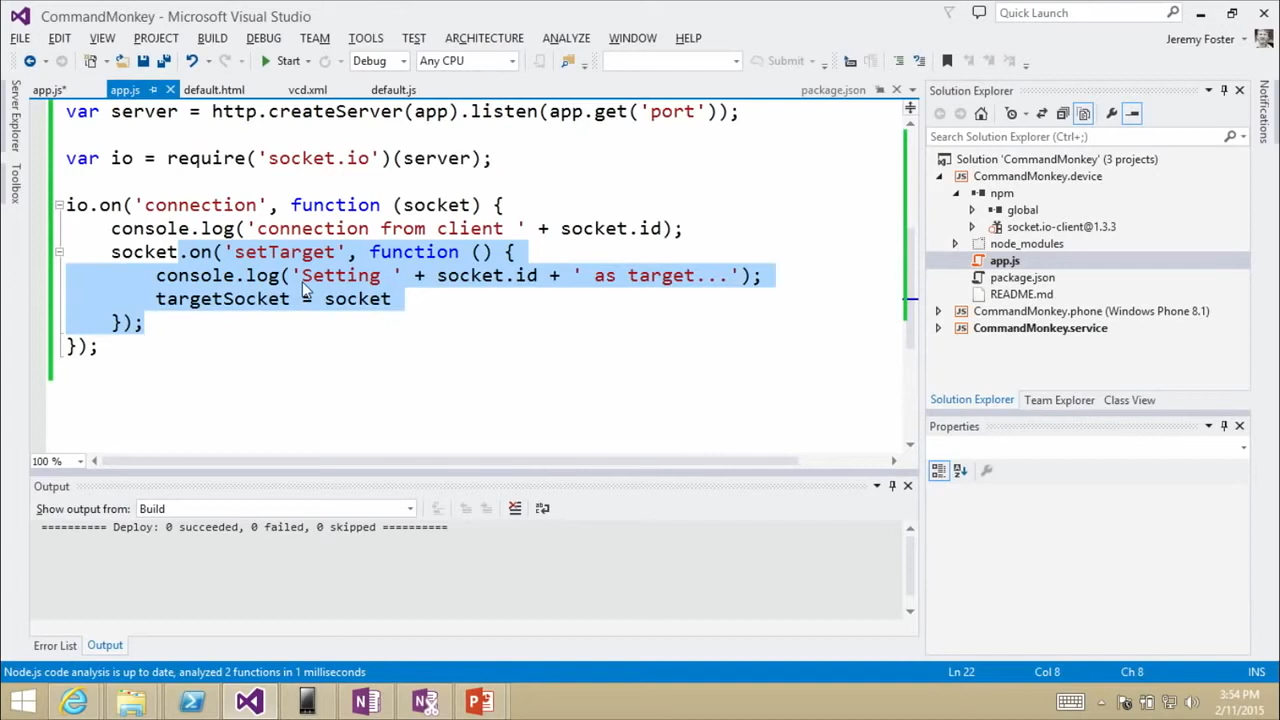 CommandMonkey - Microsoft Visual Studio
Quick Launch
FILE EDIT VIEW PROJECT BUILD DEBUG TEAM TOOLS TEST ARCHITECTURE ANALYZE WINDOW HELP
Jeremy Foster
Start Debug Any CPU Submit
app.js* app.js default.html vcd.xml default.js package.json
Server Explorer
Toolbox
Notifications
var server = http.createServer(app).listen(app.get('port'));
var io = require('socket.io')(server);
io.on('connection', function (socket) {
console.log('connection from client ' + socket.id);
socket.on('setTarget', function () {
console.log('Setting ' + socket.id + ' as target...');
targetSocket = socket
});
});
100 %
Solution Explorer
Search Solution Explorer (Ctrl+;)
Solution 'CommandMonkey' (3 projects)
CommandMonkey.device
npm
global
socket.io-client@1.3.3
node_modules
app.js
package.json
README.md
CommandMonkey.phone (Windows Phone 8.1)
CommandMonkey.service
Solution Explorer Team Explorer Class View
Properties
Output
Show output from: Build
========== Deploy: 0 succeeded, 0 failed, 0 skipped ==========
Error List Output
Node.js code analysis is up to date, analyzed 2 functions in 1 milliseconds
Ln 22 Col 8 Ch 8 INS
3:54 PM
2/11/2015